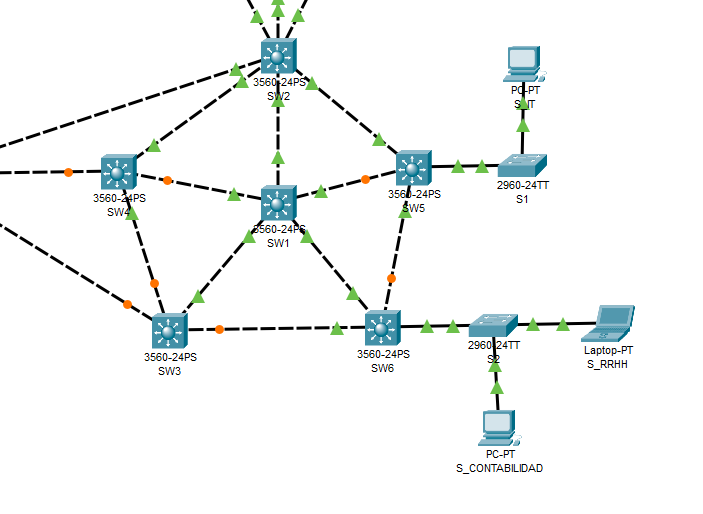 3560-24PS
SW2
PC-PT
S_IT
3560-24PS
SW4
3560-24PS
SW5
2960-24TT
S1
3560-24PS
SW1
3560-24PS
SW3
3560-24PS
SW6
2960-24TT
S2
Laptop-PT
S_RRHH
PC-PT
S_CONTABILIDAD